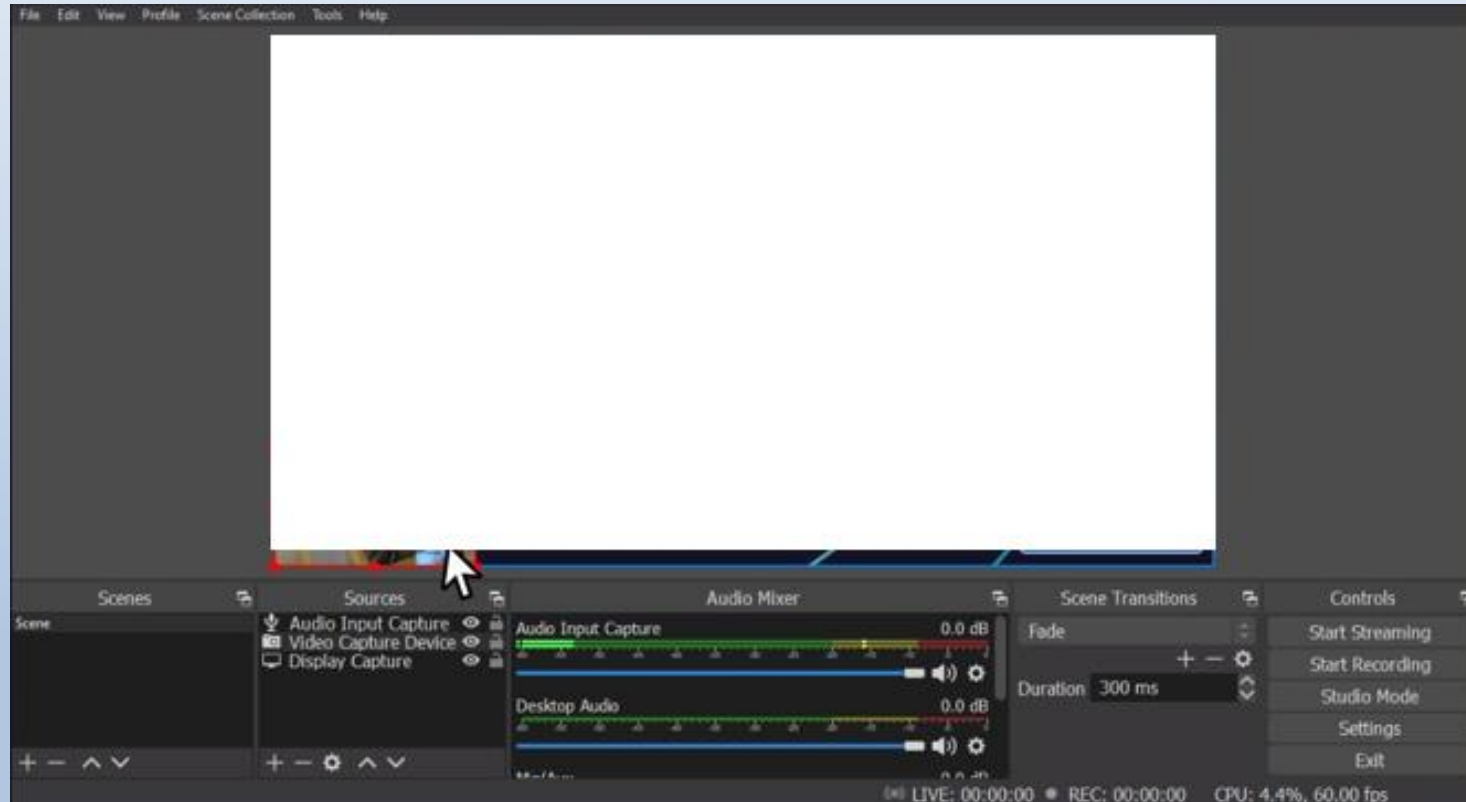 File Edit View Profile Scene Collection Tools Help
Scenes
Scene
Sources
Audio Input Capture
Video Capture Device
Display Capture
Audio Mixer
Audio Input Capture 0.0 dB
Desktop Audio 0.0 dB
Scene Transitions
Fade
Duration 300 ms
Controls
Start Streaming
Start Recording
Studio Mode
Settings
Exit
LIVE: 00:00:00 REC: 00:00:00 CPU: 4.4%, 60.00 fps